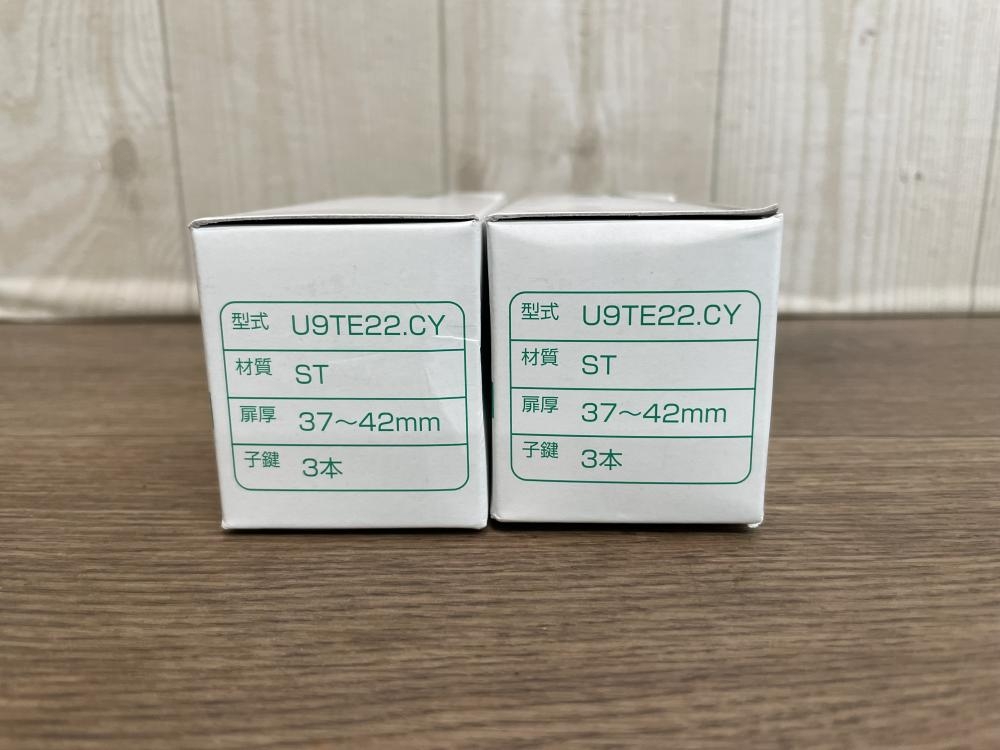 型式 U9TE22.CY
材質 ST
扉厚 37〜42mm
子鍵 3本
型式 U9TE22.CY
材質 ST
扉厚 37〜42mm
子鍵 3本